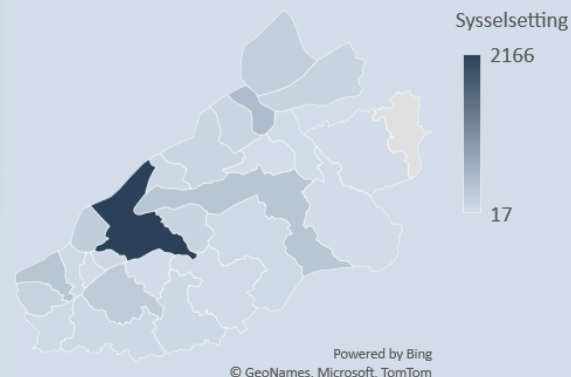 Sysselsetting
2166
17
Powered by Bing
© GeoNames, Microsoft, TomTom